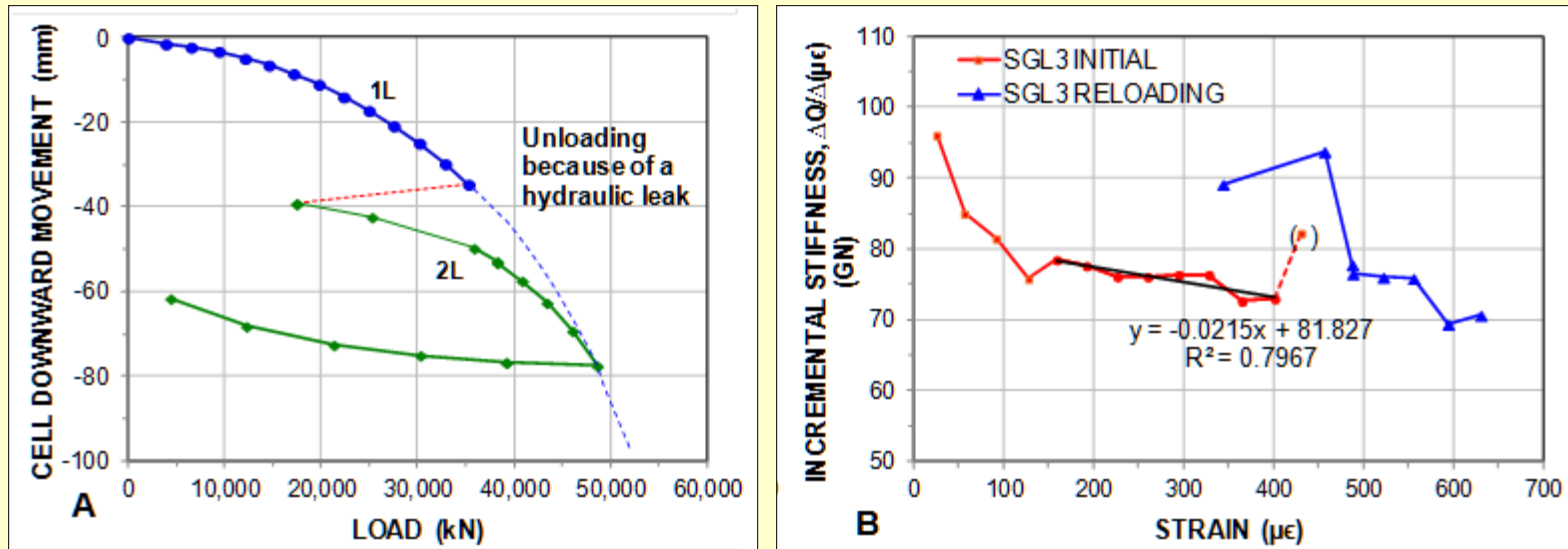 CELL DOWNWARD MOVEMENT (mm)
0
-20
-40
-60
-80
-100
1L
Unloading
because of a
hydraulic leak
2L
0
10,000
20,000
30,000
40,000
50,000
60,000
A
LOAD (kN)
INCREMENTAL STIFFNESS, ΔQ/Δ(µε)
(GN)
110
100
90
80
70
60
50
SGL3 INITIAL
SGL3 RELOADING
( )
y = -0.0215x + 81.827
R² = 0.7967
0
100
200
300
400
500
600
700
B
STRAIN (µε)